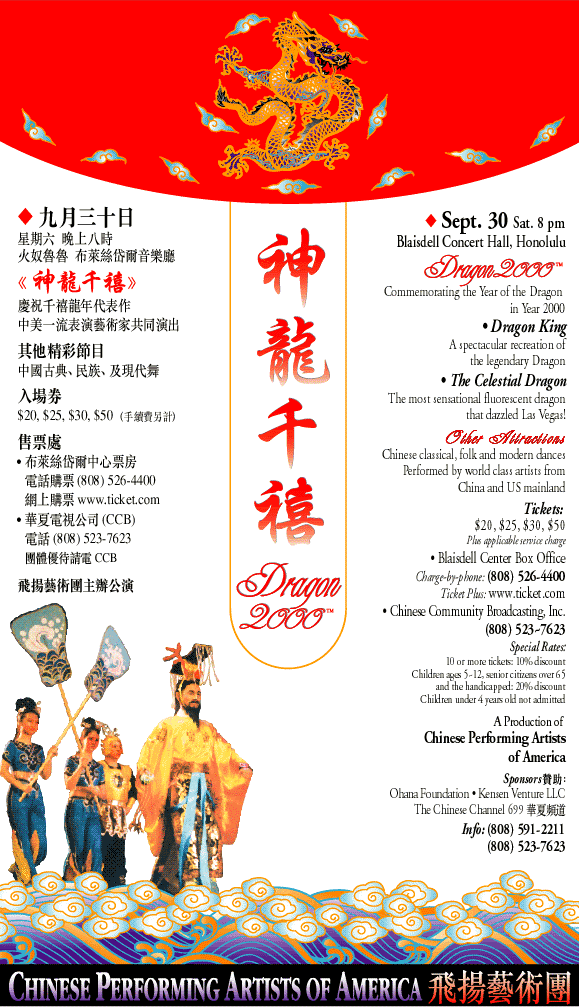 ◆ 九月三十日
星期六 晚上八時
火奴魯魯 布萊絲岱爾音樂廳
《神龍千禧》
慶祝千禧龍年代表作
中美一流表演藝術家共同演出
其他精彩節目
中國古典、民族、及現代舞
入場券
$20, $25, $30, $50 (手續費另計)
售票處
• 布萊絲岱爾中心票房
電話購票 (808) 526-4400
網上購票 www.ticket.com
• 華夏電視公司 (CCB)
電話 (808) 523-7623
團體優待請電 CCB
飛揚藝術團主辦公演
神
龍
千
禧
Dragon
2000™
◆ Sept. 30 Sat. 8 pm
Blaisdell Concert Hall, Honolulu
Dragon2000™
Commemorating the Year of the Dragon
in Year 2000
• Dragon King
A spectacular recreation of
the legendary Dragon
• The Celestial Dragon
The most sensational fluorescent dragon
that dazzled Las Vegas!
Other Attractions
Chinese classical, folk and modern dances
Performed by world class artists from
China and US mainland
Tickets:
$20, $25, $30, $50
Plus applicable service charge
• Blaisdell Center Box Office
Charge-by-phone: (808) 526-4400
Ticket Plus: www.ticket.com
• Chinese Community Broadcasting, Inc.
(808) 523-7623
Special Rates:
10 or more tickets: 10% discount
Children ages 5~12, senior citizens over 65
and the handicapped: 20% discount
Children under 4 years old not admitted
A Production of
Chinese Performing Artists
of America
Sponsors贊助:
Ohana Foundation • Kensen Venture LLC
The Chinese Channel 699 華夏頻道
Info: (808) 591-2211
(808) 523-7623
CHINESE PERFORMING ARTISTS OF AMERICA 飛揚藝術團